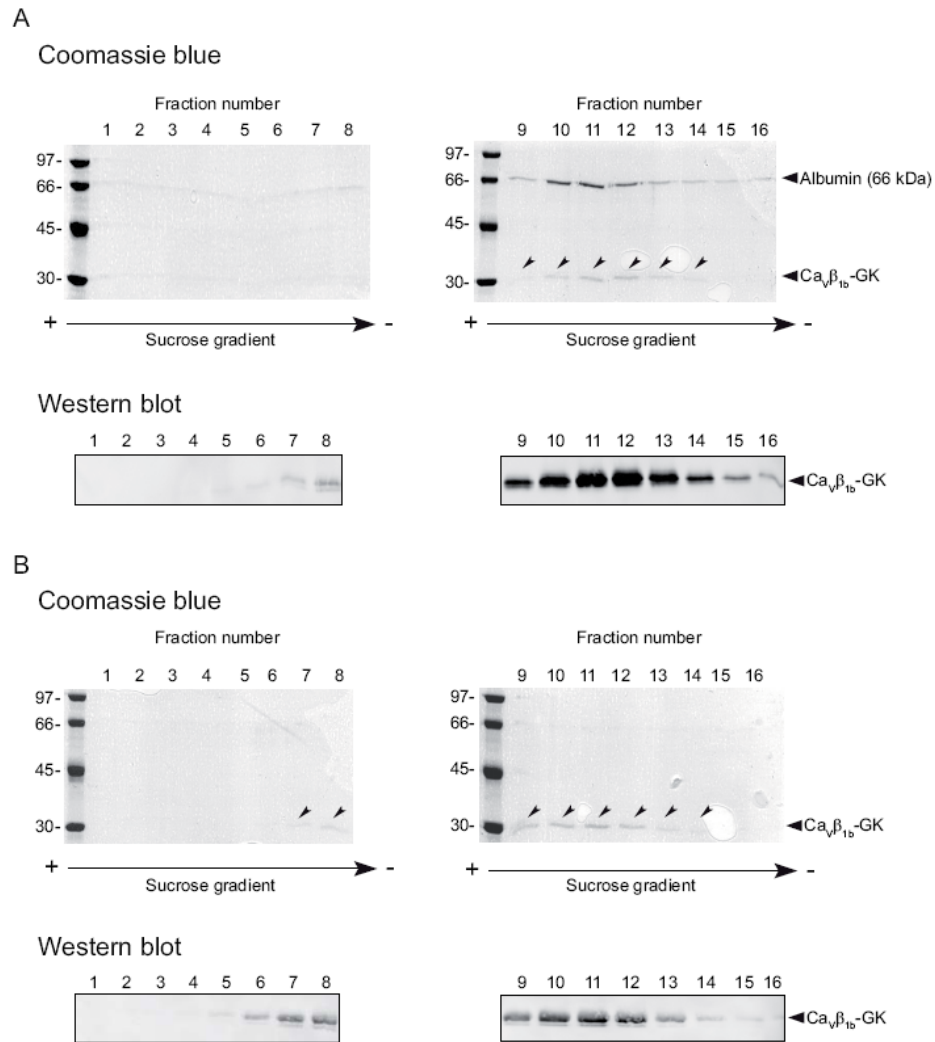 A
Coomassie blue
Fraction number
1 2 3 4 5 6 7 8
97-
66-
45-
30-
+ -
Sucrose gradient
Fraction number
9 10 11 12 13 14 15 16
97-
66-
45-
30-
Albumin (66 kDa)
CaVβ1b-GK
+ -
Sucrose gradient
Western blot
1 2 3 4 5 6 7 8
9 10 11 12 13 14 15 16
CaVβ1b-GK
B
Coomassie blue
Fraction number
1 2 3 4 5 6 7 8
97-
66-
45-
30-
+ -
Sucrose gradient
Fraction number
9 10 11 12 13 14 15 16
97-
66-
45-
30-
CaVβ1b-GK
+ -
Sucrose gradient
Western blot
1 2 3 4 5 6 7 8
9 10 11 12 13 14 15 16
CaVβ1b-GK